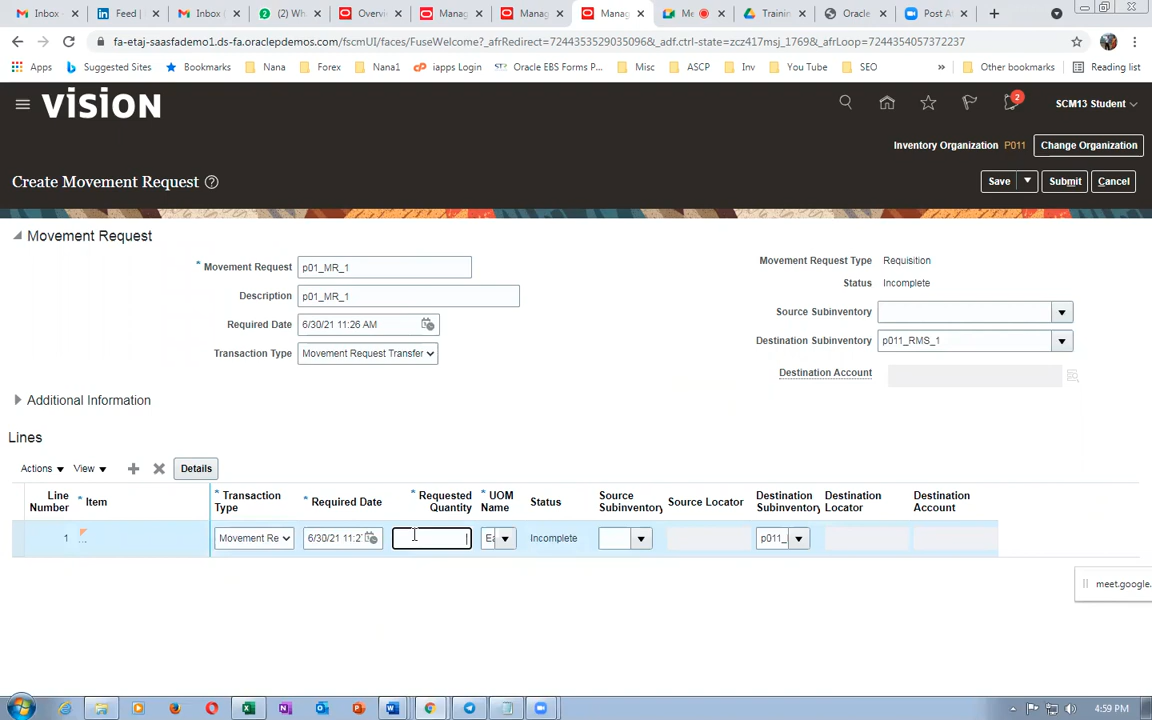 Inbox
Inbox (
(2) Wh
Overv
Manag
Manag
Manag
Me
Trainin
Oracle
Post A
fa-etaj-saasfademo1.ds-fa.oraclepdemos.com/fscmUI/faces/FuseWelcome?_afrRedirect=7244353529035096&_adf.ctrl-state=zcz417msj_1769&_afrLoop=7244354057372237
Apps Suggested Sites Bookmarks Nana Forex Nana1 iapps Login Oracle EBS Forms P... Misc ASCP Inv You Tube SEO » Other bookmarks Reading list
VISION 2 SCM13 Student
Inventory Organization P011 Change Organization
Create Movement Request ? Save Submit Cancel
Movement Request
* Movement Request p01_MR_1
Description p01_MR_1
Required Date 6/30/21 11:26 AM
Transaction Type Movement Request Transfer
Movement Request Type Requisition
Status Incomplete
Source Subinventory
Destination Subinventory p011_RMS_1
Destination Account
Additional Information
Lines
Actions View Details
Line Number * Item * Transaction Type * Required Date * Requested Quantity * UOM Name Status Source Subinventory Source Locator Destination Subinventory Destination Locator Destination Account
1 ... Movement Re 6/30/21 11:2 Ea Incomplete p011_
meet.google.
4:59 PM